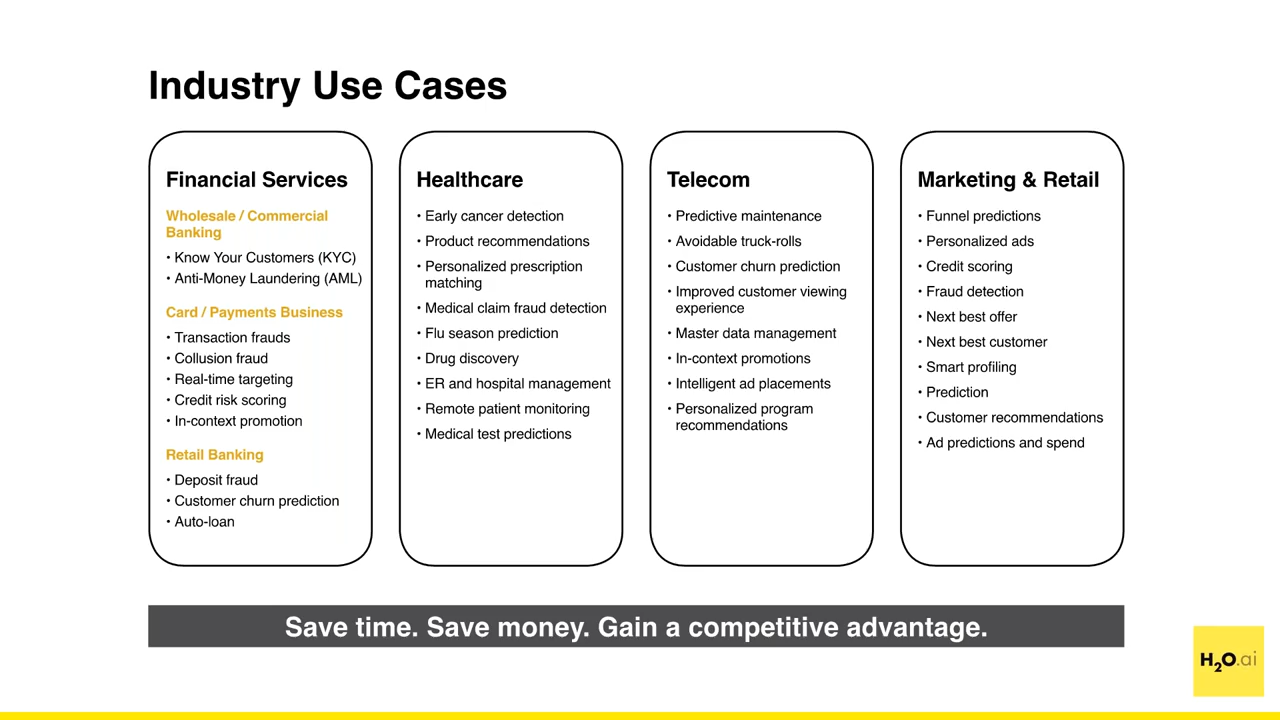 Industry Use Cases
Financial Services
Wholesale / Commercial
Banking
• Know Your Customers (KYC)
• Anti-Money Laundering (AML)
Card / Payments Business
• Transaction frauds
• Collusion fraud
• Real-time targeting
• Credit risk scoring
• In-context promotion
Retail Banking
• Deposit fraud
• Customer churn prediction
• Auto-loan
Healthcare
• Early cancer detection
• Product recommendations
• Personalized prescription
matching
• Medical claim fraud detection
• Flu season prediction
• Drug discovery
• ER and hospital management
• Remote patient monitoring
• Medical test predictions
Telecom
• Predictive maintenance
• Avoidable truck-rolls
• Customer churn prediction
• Improved customer viewing
experience
• Master data management
• In-context promotions
• Intelligent ad placements
• Personalized program
recommendations
Marketing & Retail
• Funnel predictions
• Personalized ads
• Credit scoring
• Fraud detection
• Next best offer
• Next best customer
• Smart profiling
• Prediction
• Customer recommendations
• Ad predictions and spend
Save time. Save money. Gain a competitive advantage.
H2O.ai